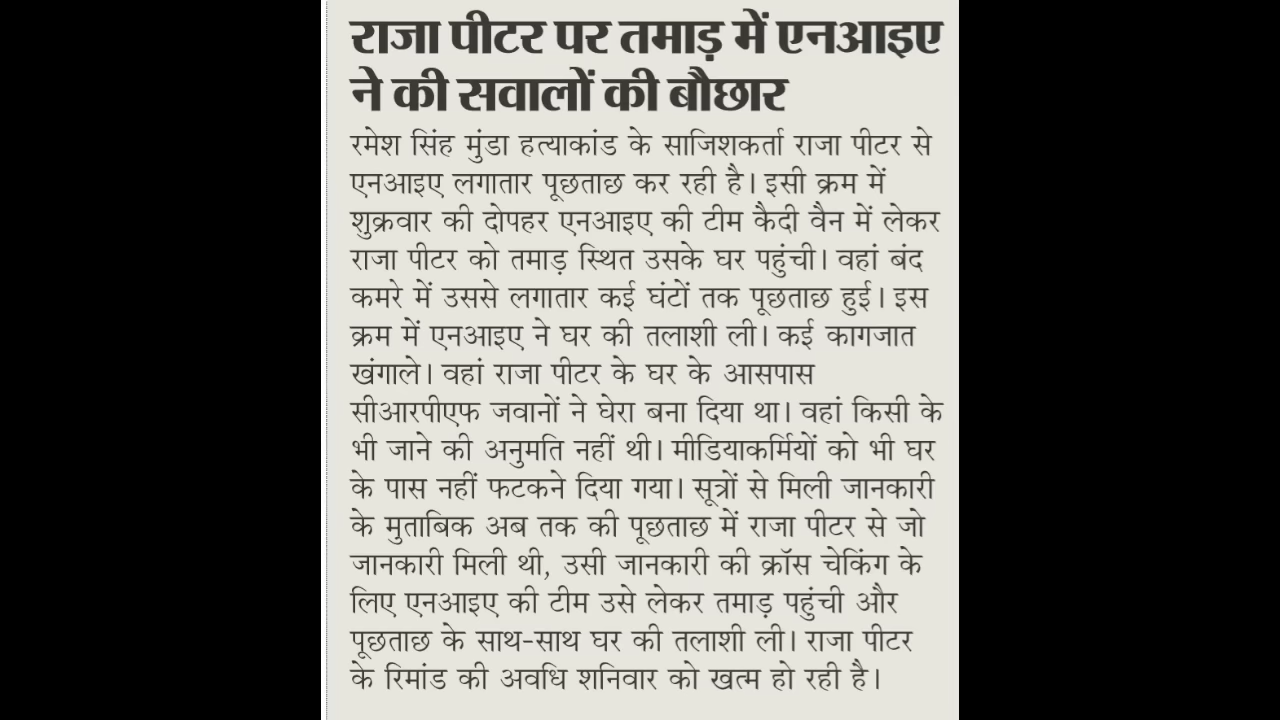 राजा पीटर पर तमाड़ में एनआइए
ने की सवालों की बौछार
रमेश सिंह मुंडा हत्याकांड के साजिशकर्ता राजा पीटर से
एनआइए लगातार पूछताछ कर रही है। इसी क्रम में
शुक्रवार की दोपहर एनआइए की टीम कैदी वैन में लेकर
राजा पीटर को तमाड़ स्थित उसके घर पहुंची। वहां बंद
कमरे में उससे लगातार कई घंटों तक पूछताछ हुई। इस
क्रम में एनआइए ने घर की तलाशी ली। कई कागजात
खंगाले। वहां राजा पीटर के घर के आसपास
सीआरपीएफ जवानों ने घेरा बना दिया था। वहां किसी के
भी जाने की अनुमति नहीं थी। मीडियाकर्मियों को भी घर
के पास नहीं फटकने दिया गया। सूत्रों से मिली जानकारी
के मुताबिक अब तक की पूछताछ में राजा पीटर से जो
जानकारी मिली थी, उसी जानकारी की क्रॉस चेकिंग के
लिए एनआइए की टीम उसे लेकर तमाड़ पहुंची और
पूछताछ के साथ-साथ घर की तलाशी ली। राजा पीटर
के रिमांड की अवधि शनिवार को खत्म हो रही है।